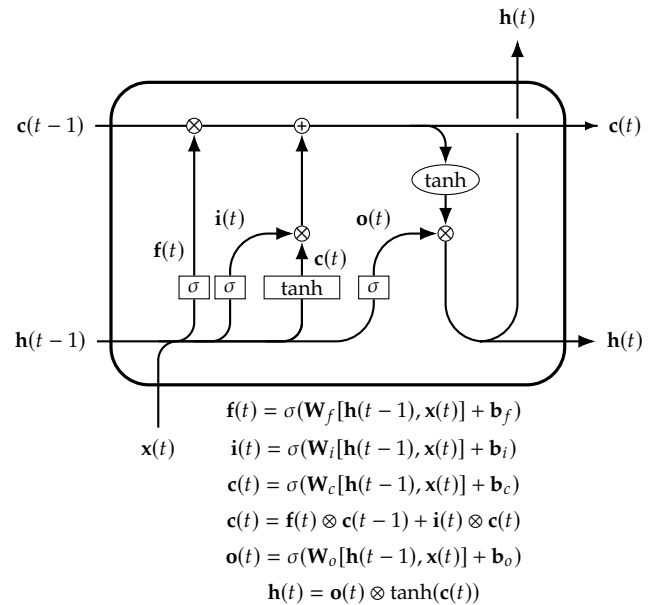 h(t)
c(t−1) ⊗ + c(t)
tanh
i(t) o(t)
⊗ ⊗
f(t) c(t)
σ σ tanh σ
h(t−1) h(t)
x(t)
f(t) = σ(W_f[h(t−1), x(t)] + b_f)
i(t) = σ(W_i[h(t−1), x(t)] + b_i)
c(t) = σ(W_c[h(t−1), x(t)] + b_c)
c(t) = f(t) ⊗ c(t−1) + i(t) ⊗ c(t)
o(t) = σ(W_o[h(t−1), x(t)] + b_o)
h(t) = o(t) ⊗ tanh(c(t))